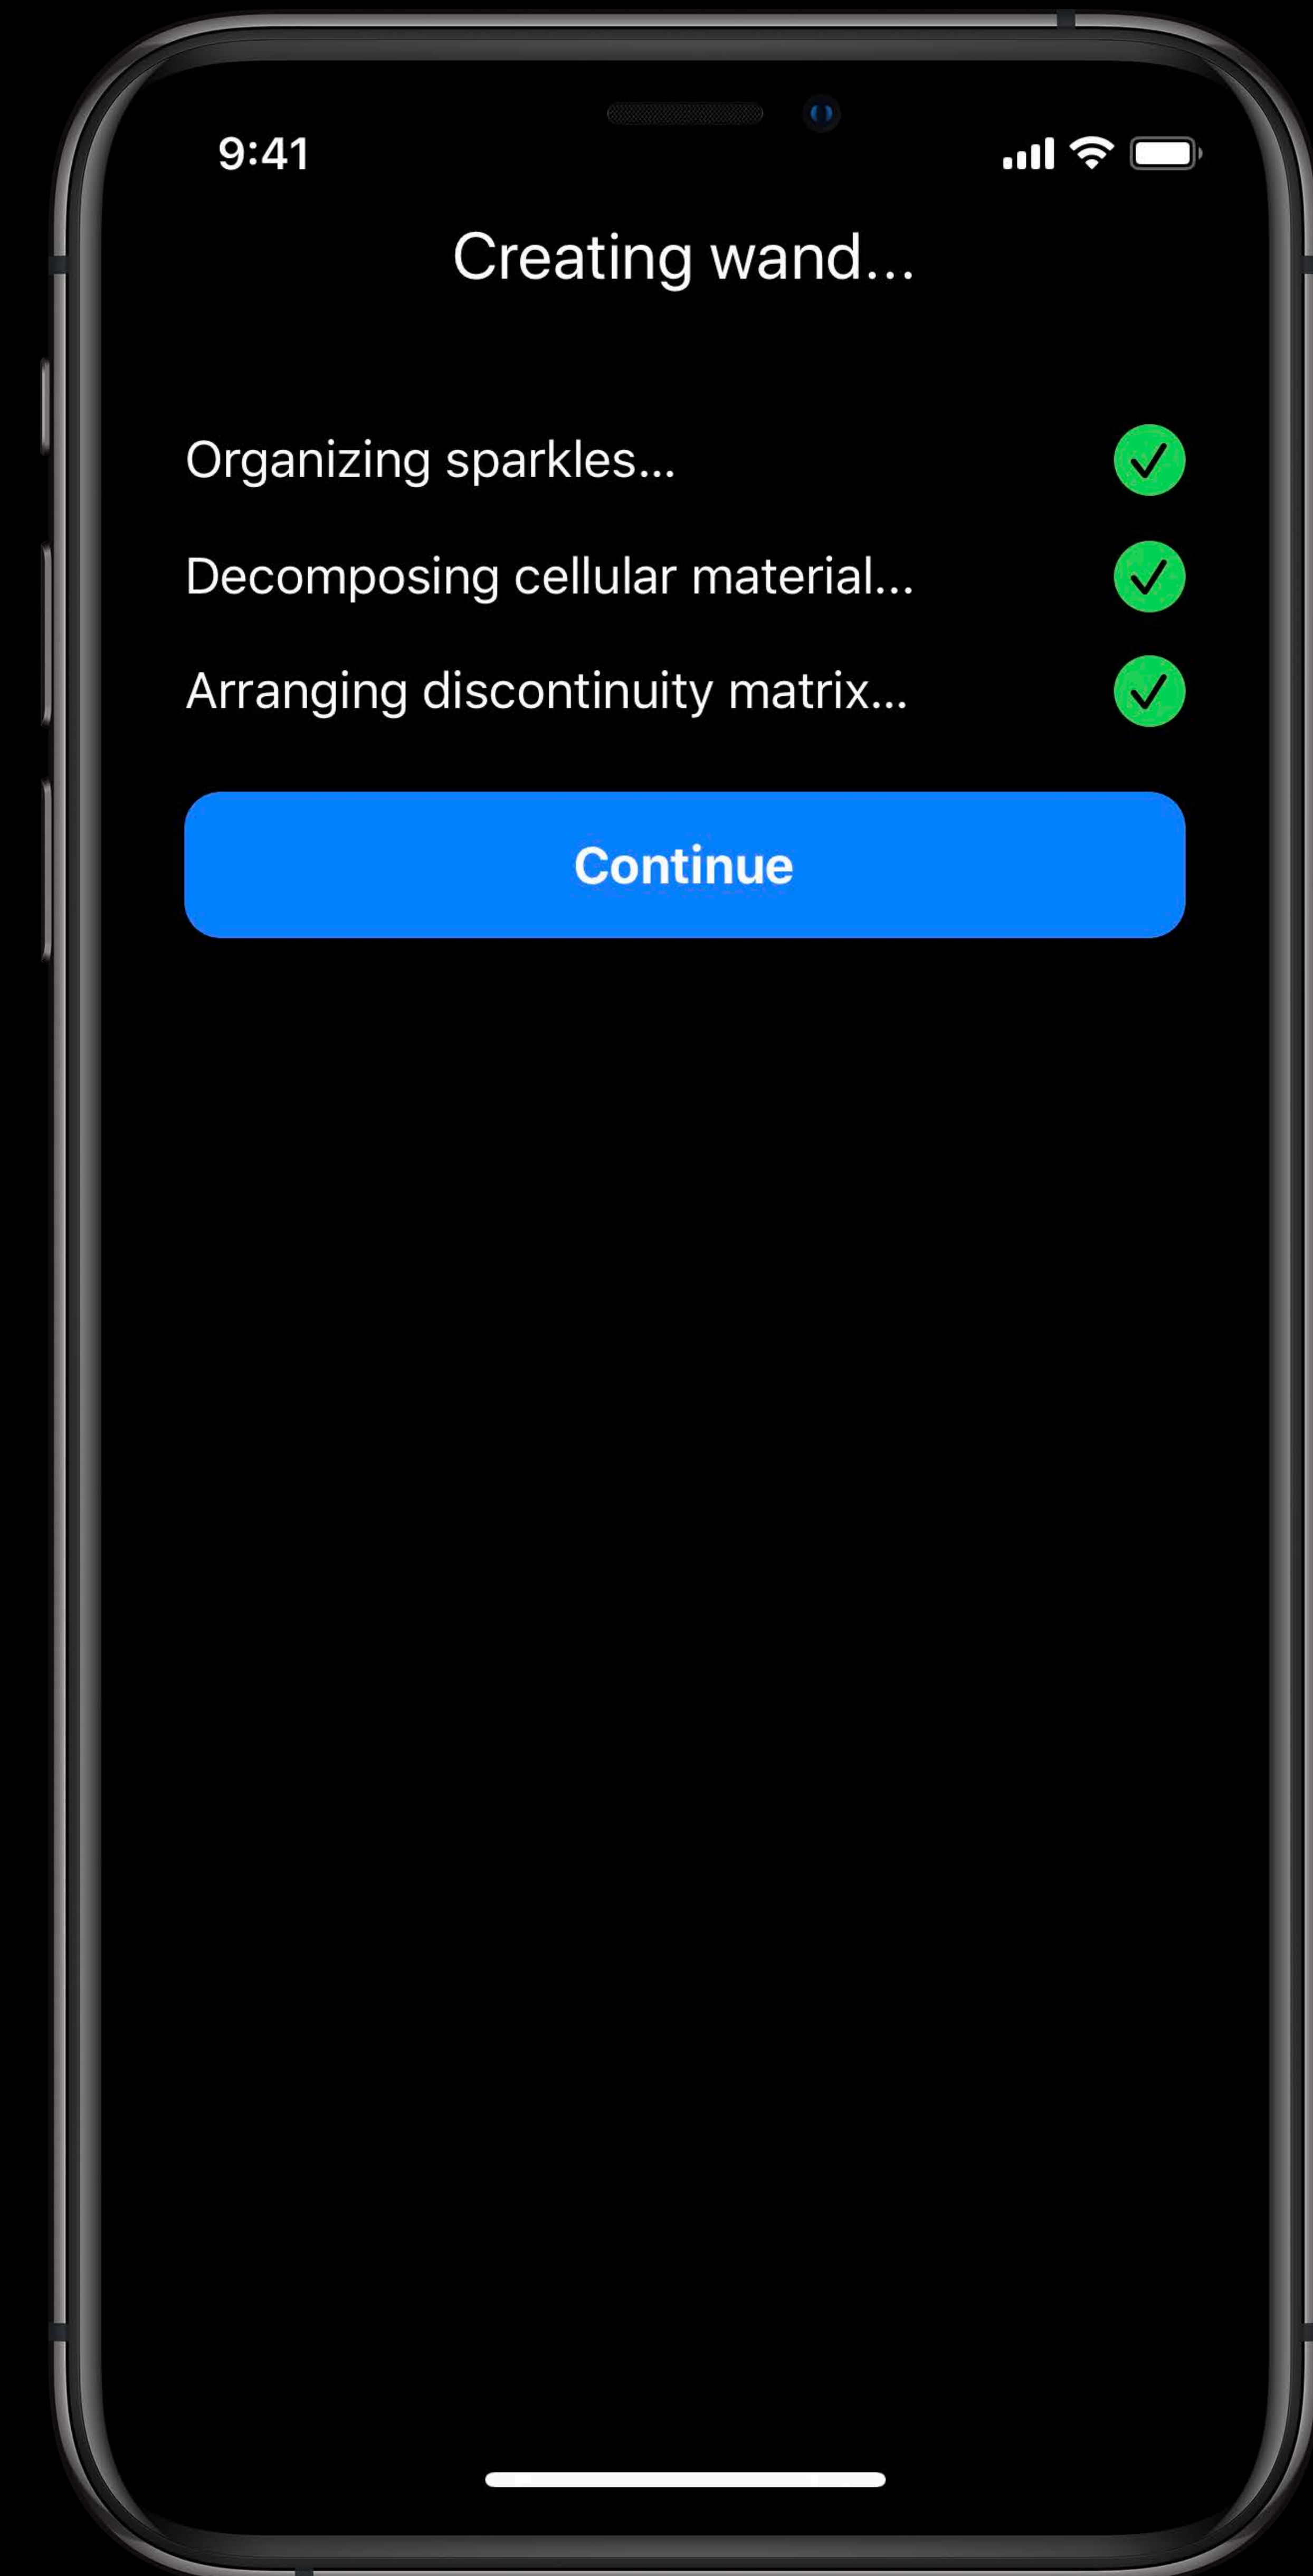 9:41
Creating wand...
Organizing sparkles...
Decomposing cellular material...
Arranging discontinuity matrix...
Continue